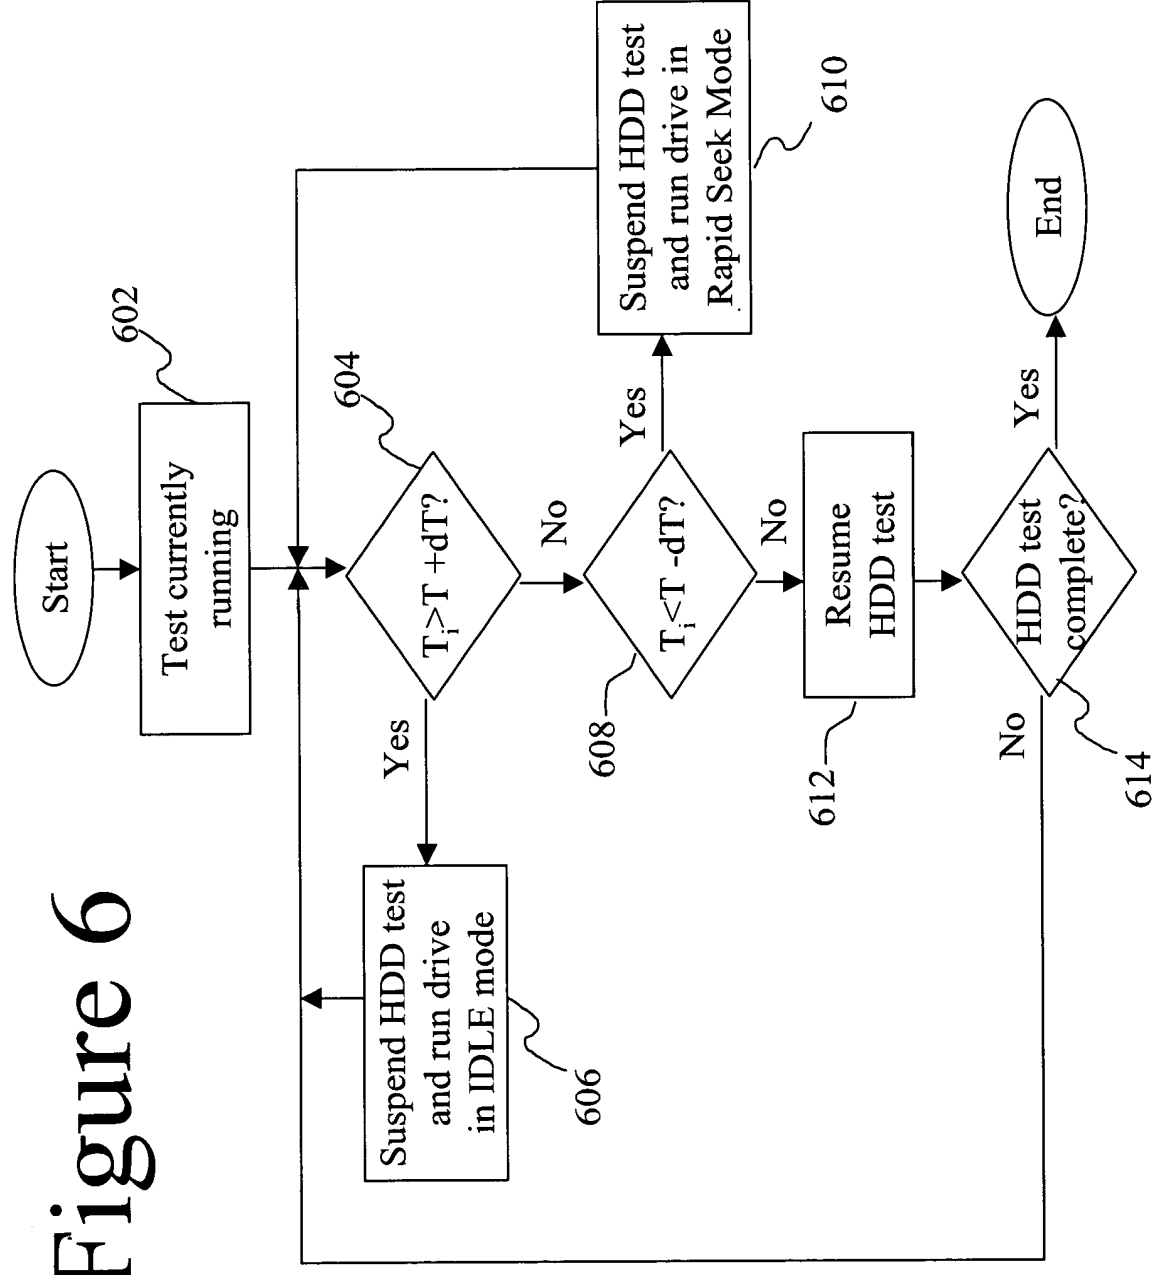 Figure 6
Start
602
Test currently
running
604
T_i>T +dT?
Yes
No
Suspend HDD test
and run drive
in IDLE mode
606
608
T_i<T -dT?
Yes
No
Suspend HDD test
and run drive in
Rapid Seek Mode
610
612
Resume
HDD test
HDD test
complete?
614
No
Yes
End